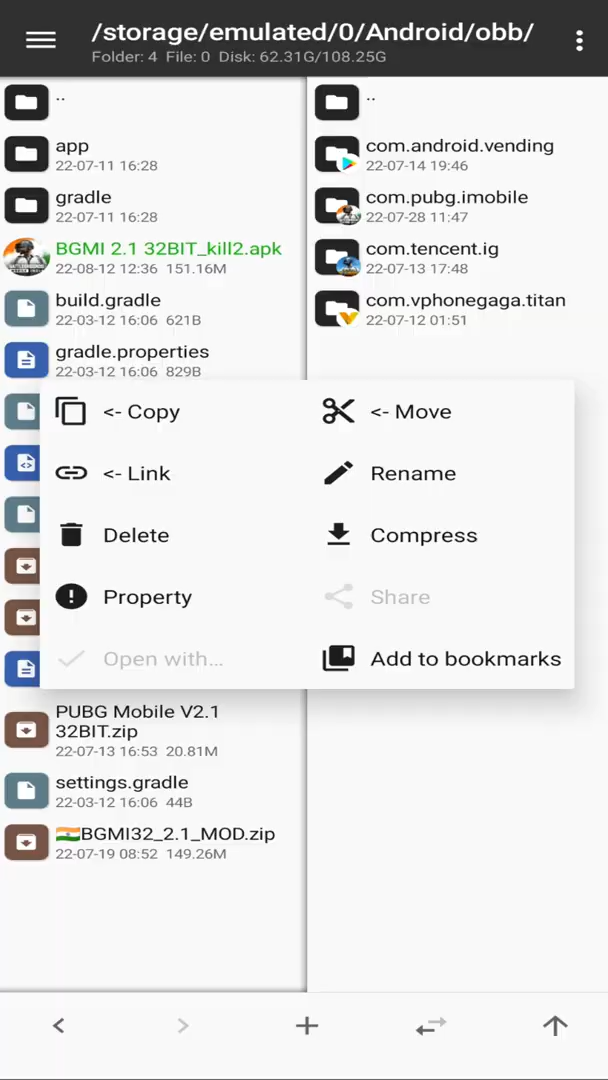 /storage/emulated/0/Android/obb/
Folder: 4 File: 0 Disk: 62.31G/108.25G
..
app
22-07-11 16:28
gradle
22-07-11 16:28
BGMI 2.1 32BIT_kill2.apk
22-08-12 12:36 151.16M
build.gradle
22-03-12 16:06 621B
gradle.properties
22-03-12 16:06 829B
..
com.android.vending
22-07-14 19:46
com.pubg.imobile
22-07-28 11:47
com.tencent.ig
22-07-13 17:48
com.vphonegaga.titan
22-07-12 01:51
<- Copy
<- Move
<- Link
Rename
Delete
Compress
Property
Share
Open with...
Add to bookmarks
PUBG Mobile V2.1
32BIT.zip
22-07-13 16:53 20.81M
settings.gradle
22-03-12 16:06 44B
🇮🇳BGMI32_2.1_MOD.zip
22-07-19 08:52 149.26M